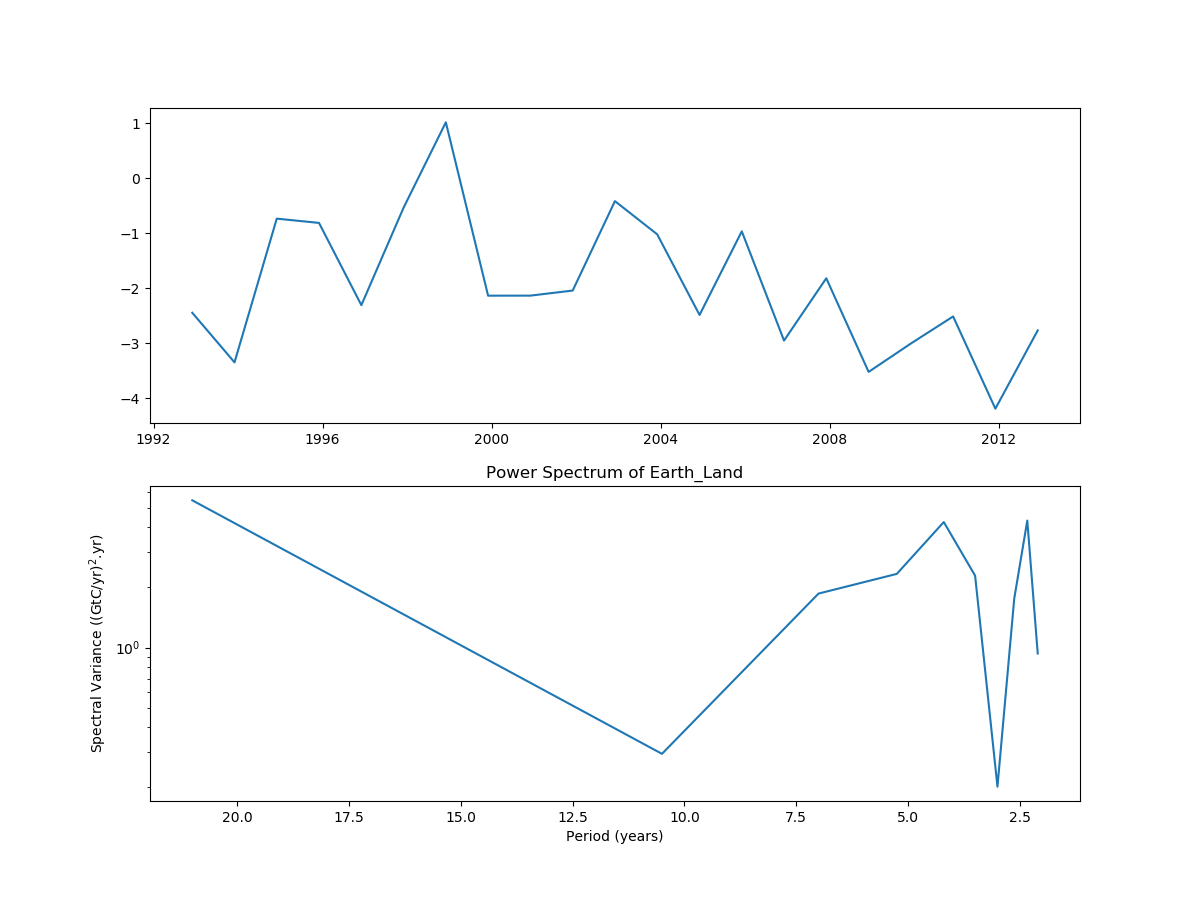 1
0
−1
−2
−3
−4
1992 1996 2000 2004 2008 2012
Power Spectrum of Earth_Land
Spectral Variance ((GtC/yr)².yr)
10⁰
20.0 17.5 15.0 12.5 10.0 7.5 5.0 2.5
Period (years)